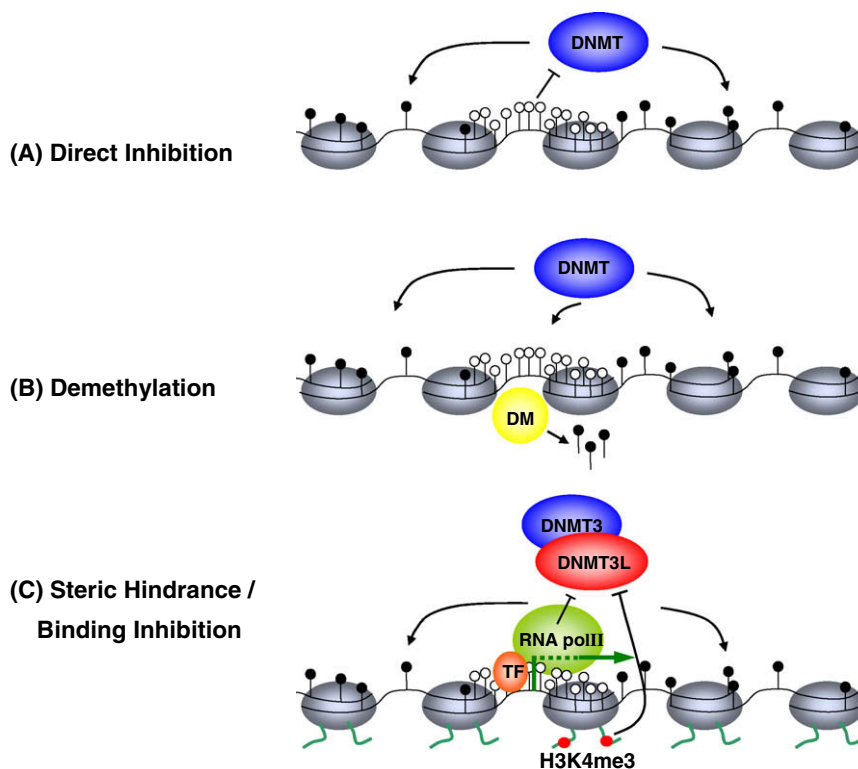 DNMT
(A) Direct Inhibition
DNMT
(B) Demethylation
DM
DNMT3
DNMT3L
(C) Steric Hindrance /
Binding Inhibition
RNA polII
TF
H3K4me3